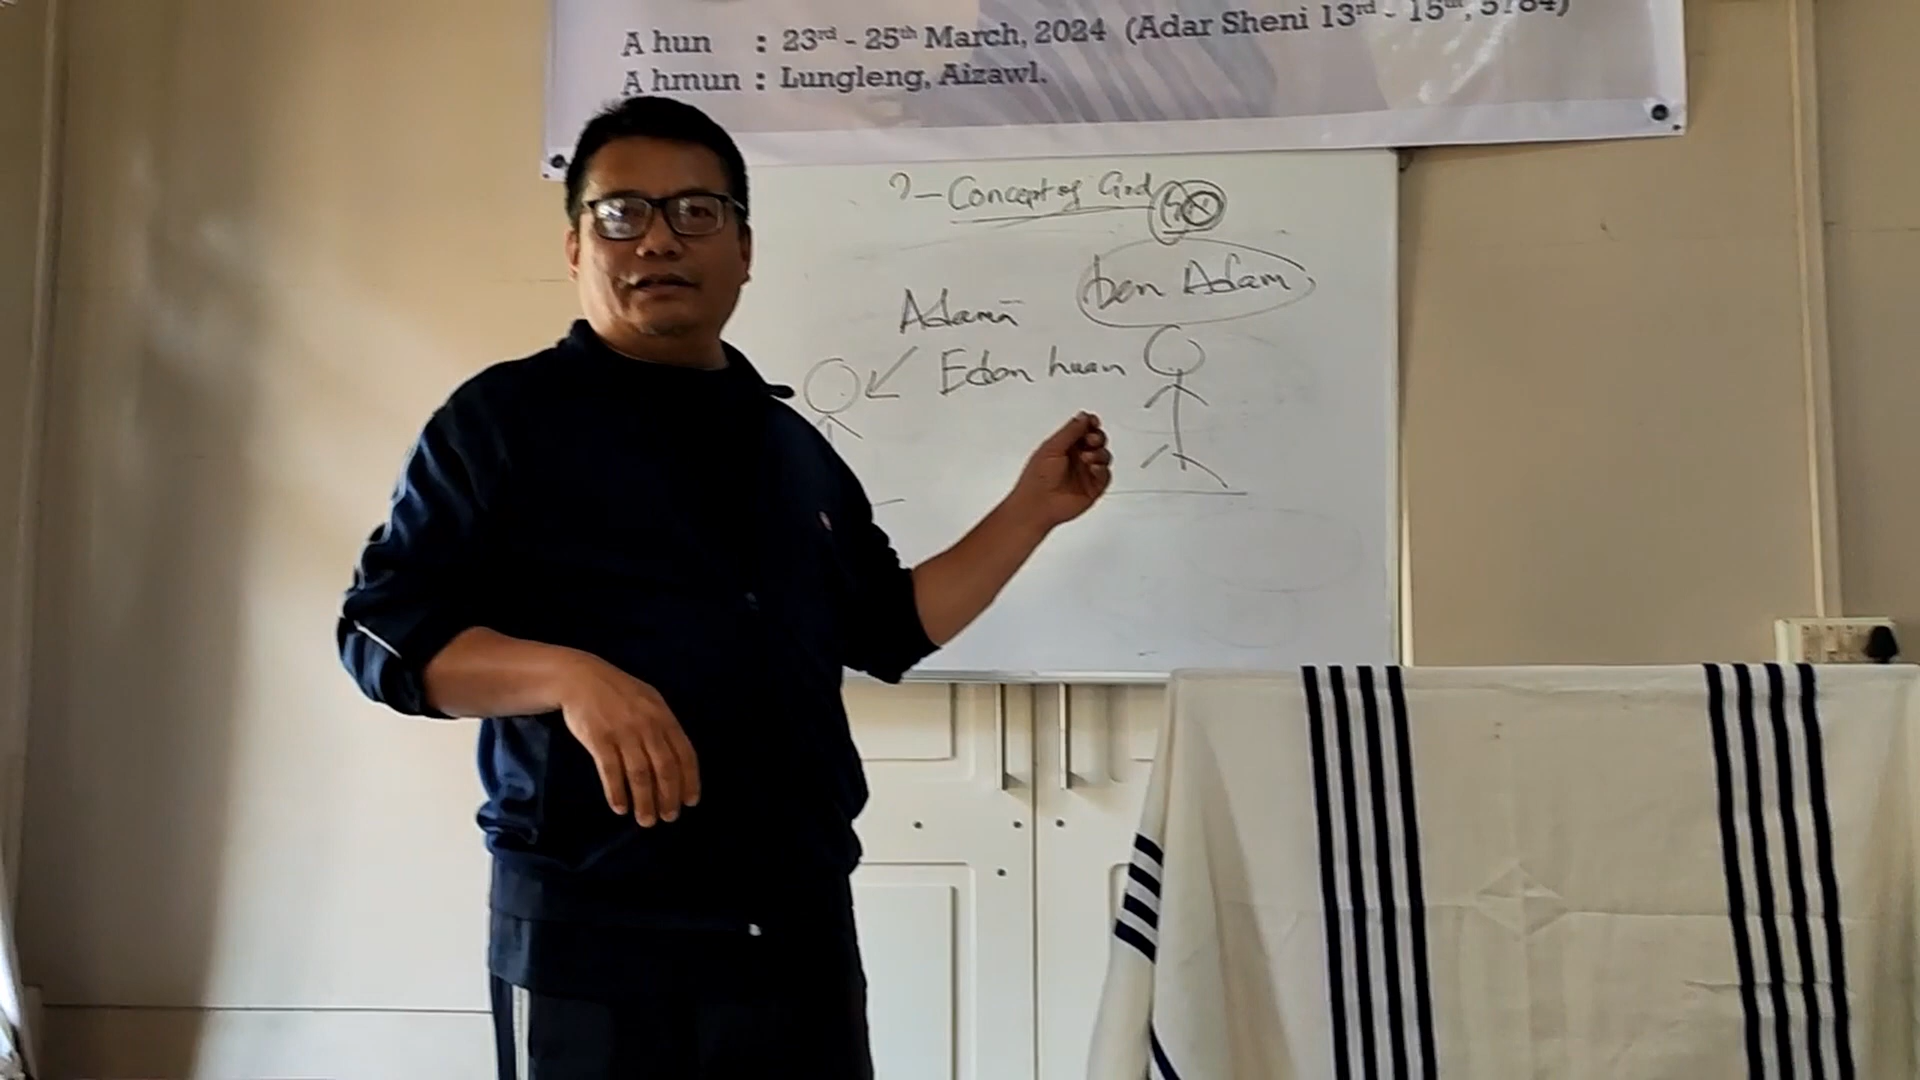 A hun : 23rd - 25th March, 2024 (Adar Sheni 13rd - 15th, 5784)
A hmun : Lungleng, Aizawl.
? - Concept of God
ben Adam
Adam
Eden huan